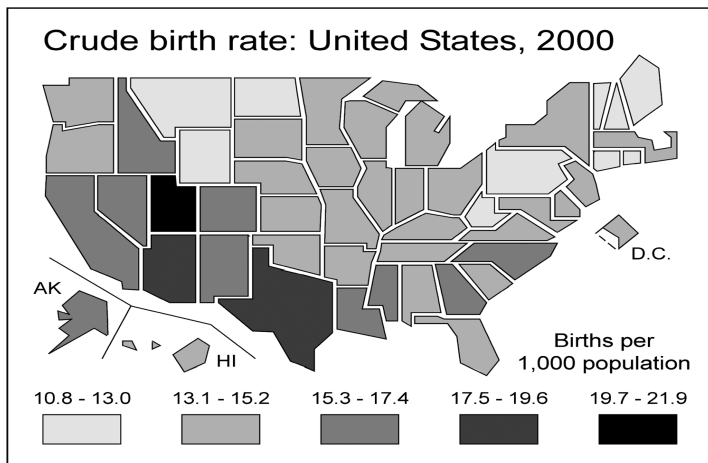 Crude birth rate: United States, 2000
D.C.
AK
HI
Births per
1,000 population
10.8 - 13.0 13.1 - 15.2 15.3 - 17.4 17.5 - 19.6 19.7 - 21.9